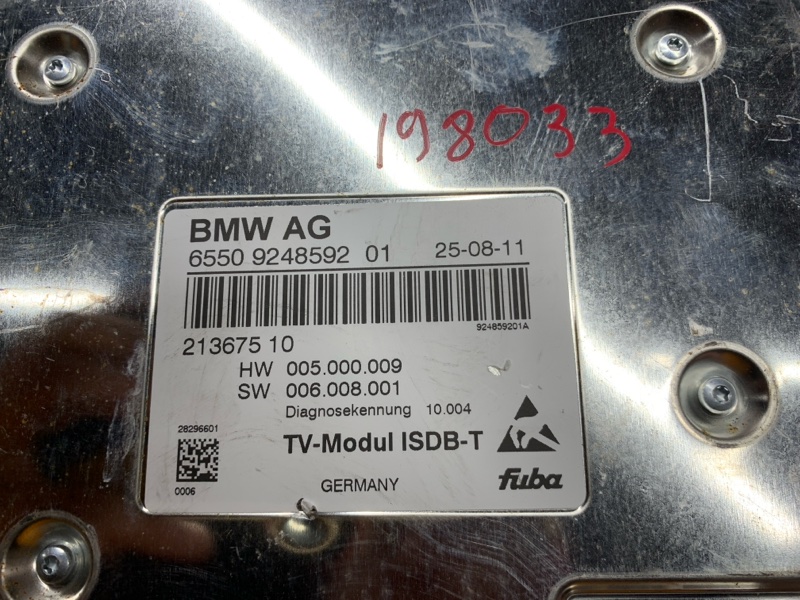 198033
BMW AG
6550 9248592 01 25-08-11
924859201A
213675 10
HW 005.000.009
SW 006.008.001
Diagnosekennung 10.004
28296601
TV-Modul ISDB-T
0006
GERMANY
fuba